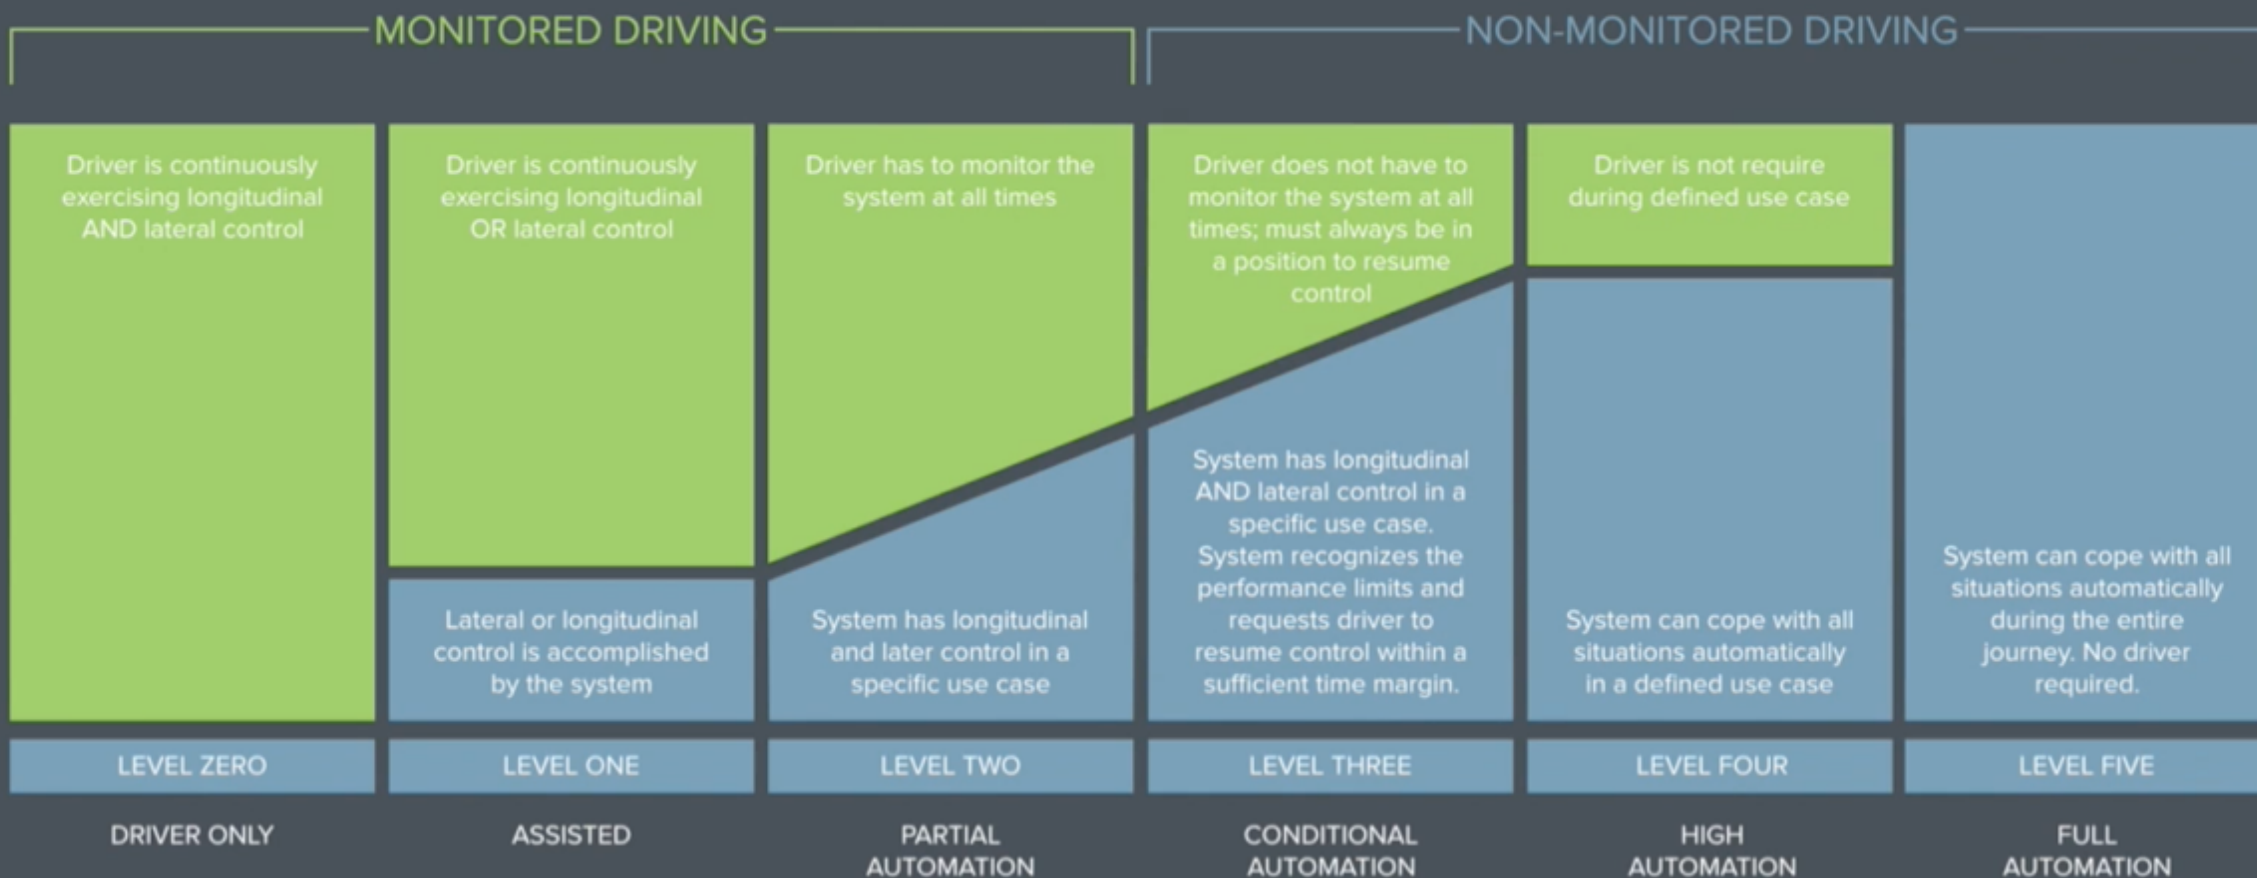 MONITORED DRIVING
NON-MONITORED DRIVING
Driver is continuously
exercising longitudinal
AND lateral control
Driver is continuously
exercising longitudinal
OR lateral control
Lateral or longitudinal
control is accomplished
by the system
Driver has to monitor the
system at all times
System has longitudinal
and later control in a
specific use case
Driver does not have to
monitor the system at all
times; must always be in
a position to resume
control
System has longitudinal
AND lateral control in a
specific use case.
System recognizes the
performance limits and
requests driver to
resume control within a
sufficient time margin.
Driver is not require
during defined use case
System can cope with all
situations automatically
in a defined use case
System can cope with all
situations automatically
during the entire
journey. No driver
required.
LEVEL ZERO
LEVEL ONE
LEVEL TWO
LEVEL THREE
LEVEL FOUR
LEVEL FIVE
DRIVER ONLY
ASSISTED
PARTIAL
AUTOMATION
CONDITIONAL
AUTOMATION
HIGH
AUTOMATION
FULL
AUTOMATION